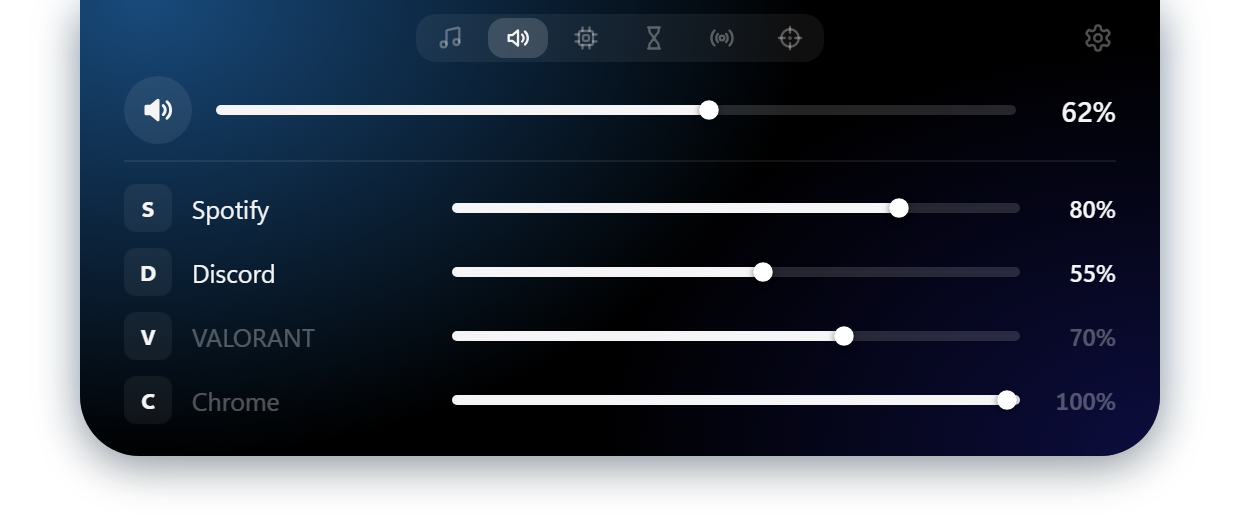 62%
S Spotify 80%
D Discord 55%
V VALORANT 70%
C Chrome 100%